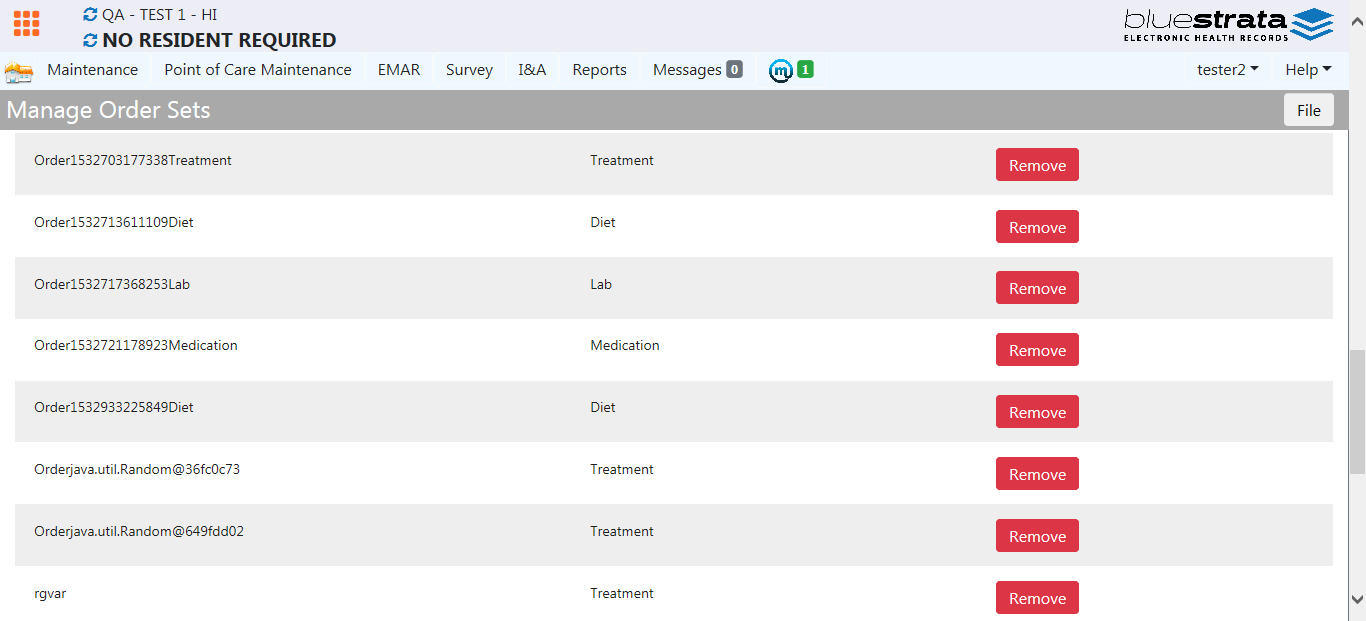 QA - TEST 1 - HI
NO RESIDENT REQUIRED
bluestrata
ELECTRONIC HEALTH RECORDS
Maintenance Point of Care Maintenance EMAR Survey I&A Reports Messages 0 m 1 tester2 Help
Manage Order Sets File
Order1532703177338Treatment Treatment Remove
Order1532713611109Diet Diet Remove
Order1532717368253Lab Lab Remove
Order1532721178923Medication Medication Remove
Order1532933225849Diet Diet Remove
Orderjava.util.Random@36fc0c73 Treatment Remove
Orderjava.util.Random@649fdd02 Treatment Remove
rgvar Treatment Remove